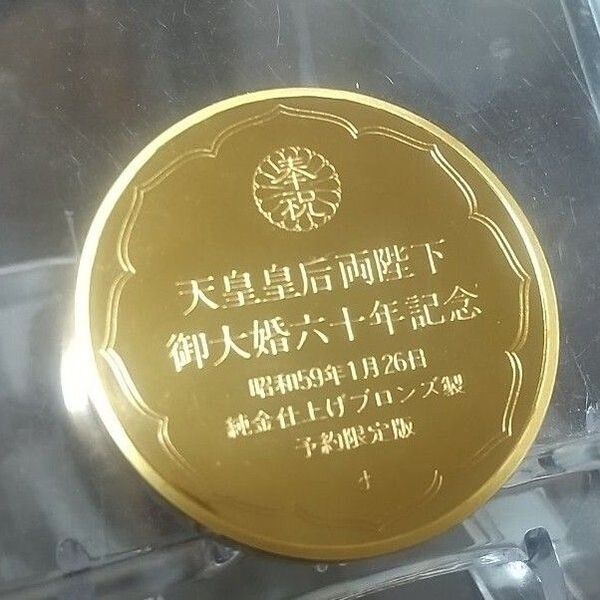 奉祝
天皇皇后両陛下
御大婚六十年記念
昭和59年1月26日
純金仕上げブロンズ製
予約限定版